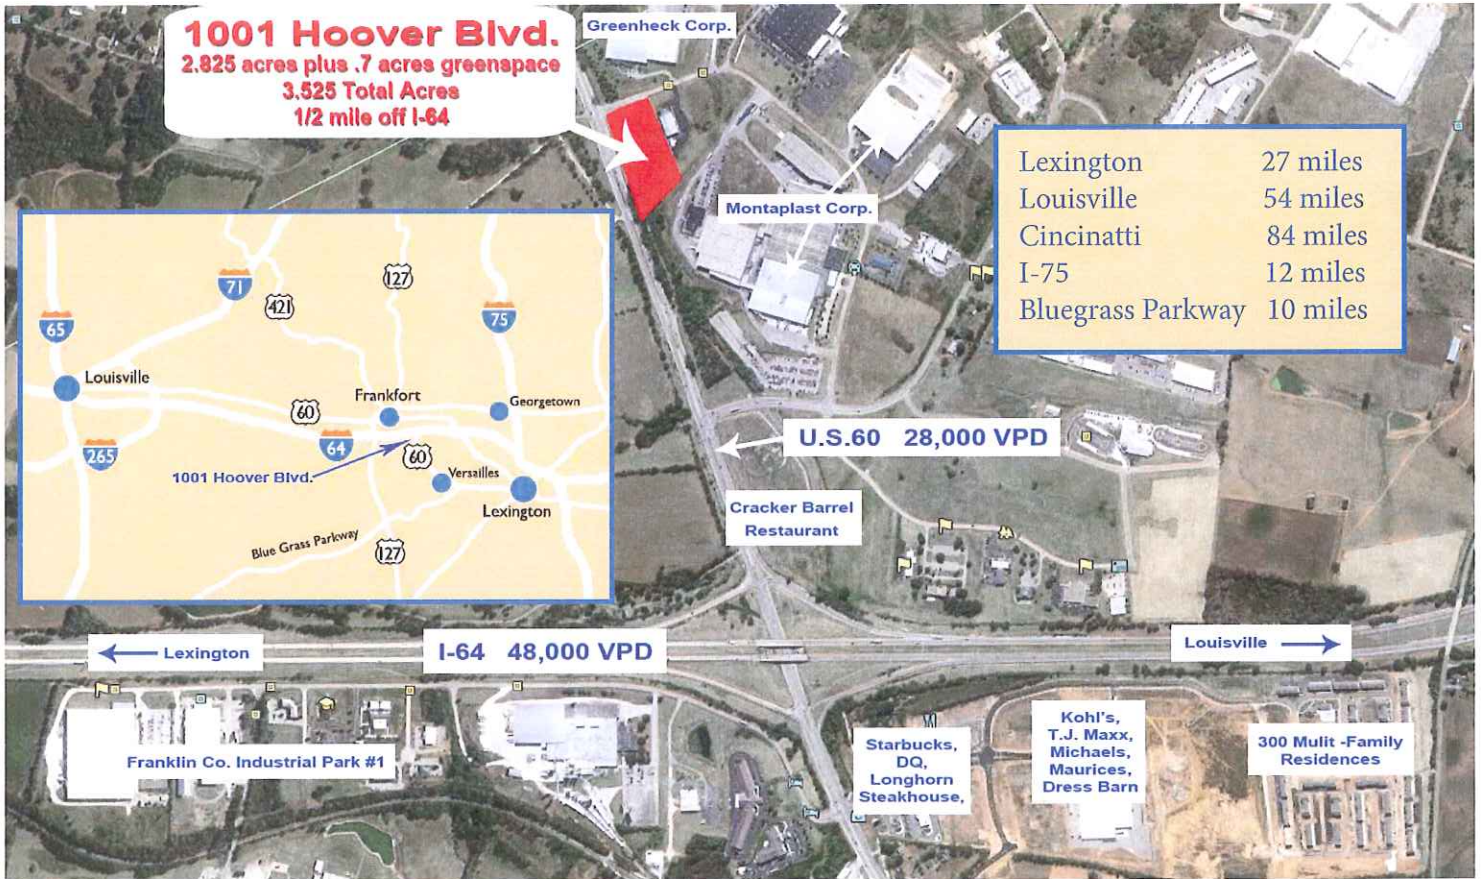 1001 Hoover Blvd.
2.825 acres plus .7 acres greenspace
3.525 Total Acres
1/2 mile off I-64
Greenheck Corp.
Montaplast Corp.
Lexington 27 miles
Louisville 54 miles
Cincinatti 84 miles
I-75 12 miles
Bluegrass Parkway 10 miles
71
127
421
65
75
Louisville
Frankfort
Georgetown
60
64
265
60
1001 Hoover Blvd.
Versailles
Lexington
Blue Grass Parkway
127
U.S.60 28,000 VPD
Cracker Barrel
Restaurant
Lexington
I-64 48,000 VPD
Louisville
Franklin Co. Industrial Park #1
Starbucks,
DQ,
Longhorn
Steakhouse,
Kohl's,
T.J. Maxx,
Michaels,
Maurices,
Dress Barn
300 Mulit -Family
Residences